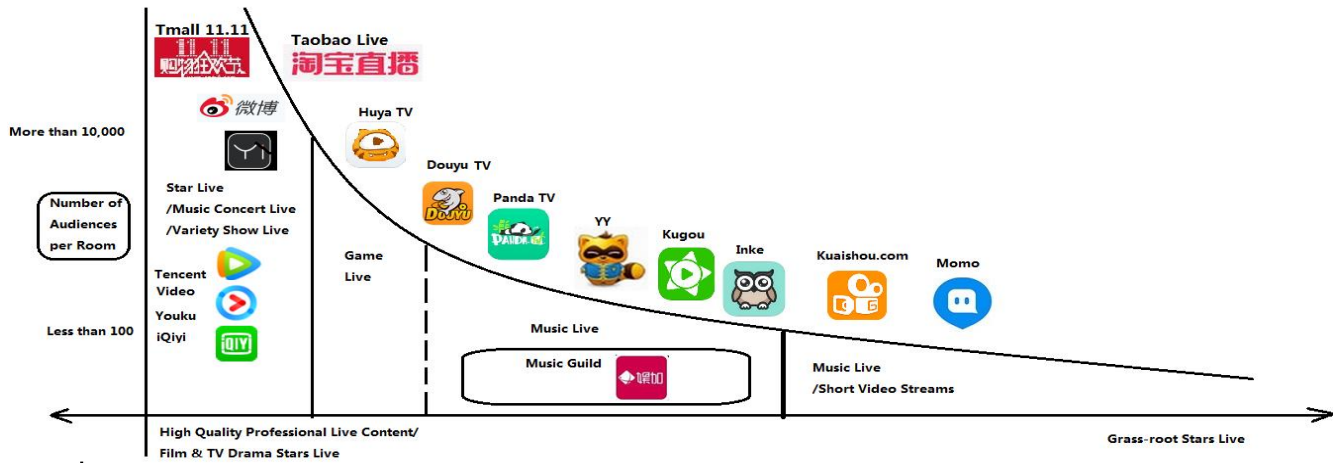 Tmall 11.11
11.11
购物狂欢节
Taobao Live
淘宝直播
微博
Huya TV
More than 10,000
Douyu TV
DOUYU
Panda TV
PANDA
YY
Kugou
Inke
Kuaishou.com
Momo
Star Live
/Music Concert Live
/Variety Show Live
Number of
Audiences
per Room
Game
Live
Tencent
Video
Youku
iQiyi
QIY
Less than 100
Music Live
Music Guild
娱加
Music Live
/Short Video Streams
High Quality Professional Live Content/
Film & TV Drama Stars Live
Grass-root Stars Live